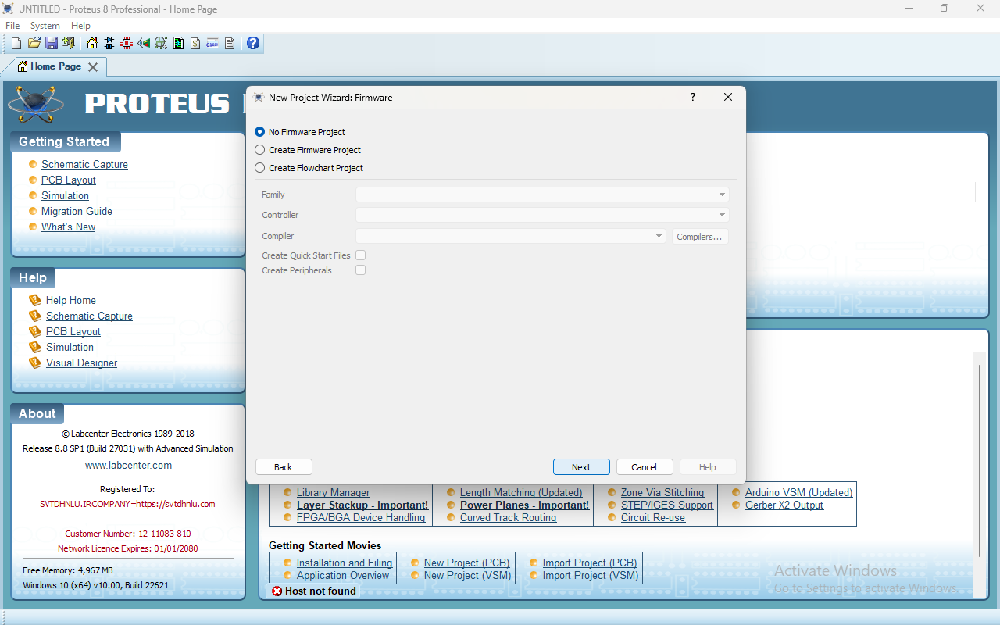 UNTITLED - Proteus 8 Professional - Home Page
File System Help
Home Page
PROTEUS
New Project Wizard: Firmware
?
No Firmware Project
Create Firmware Project
Create Flowchart Project
Family
Controller
Compiler
Compilers...
Create Quick Start Files
Create Peripherals
Back
Next
Cancel
Help
Getting Started
Schematic Capture
PCB Layout
Simulation
Migration Guide
What's New
Help
Help Home
Schematic Capture
PCB Layout
Simulation
Visual Designer
About
© Labcenter Electronics 1989-2018
Release 8.8 SP1 (Build 27031) with Advanced Simulation
www.labcenter.com
Registered To:
SVTDHNLU.IRCOMPANY=https://svtdhnlu.com
Customer Number: 12-11083-810
Network Licence Expires: 01/01/2080
Free Memory: 4,967 MB
Windows 10 (x64) v10.00, Build 22621
Library Manager
Layer Stackup - Important!
FPGA/BGA Device Handling
Length Matching (Updated)
Power Planes - Important!
Curved Track Routing
Zone Via Stitching
STEP/IGES Support
Circuit Re-use
Arduino VSM (Updated)
Gerber X2 Output
Getting Started Movies
Installation and Filing
Application Overview
New Project (PCB)
New Project (VSM)
Import Project (PCB)
Import Project (VSM)
Host not found
Activate Windows
Go to Settings to activate Windows.